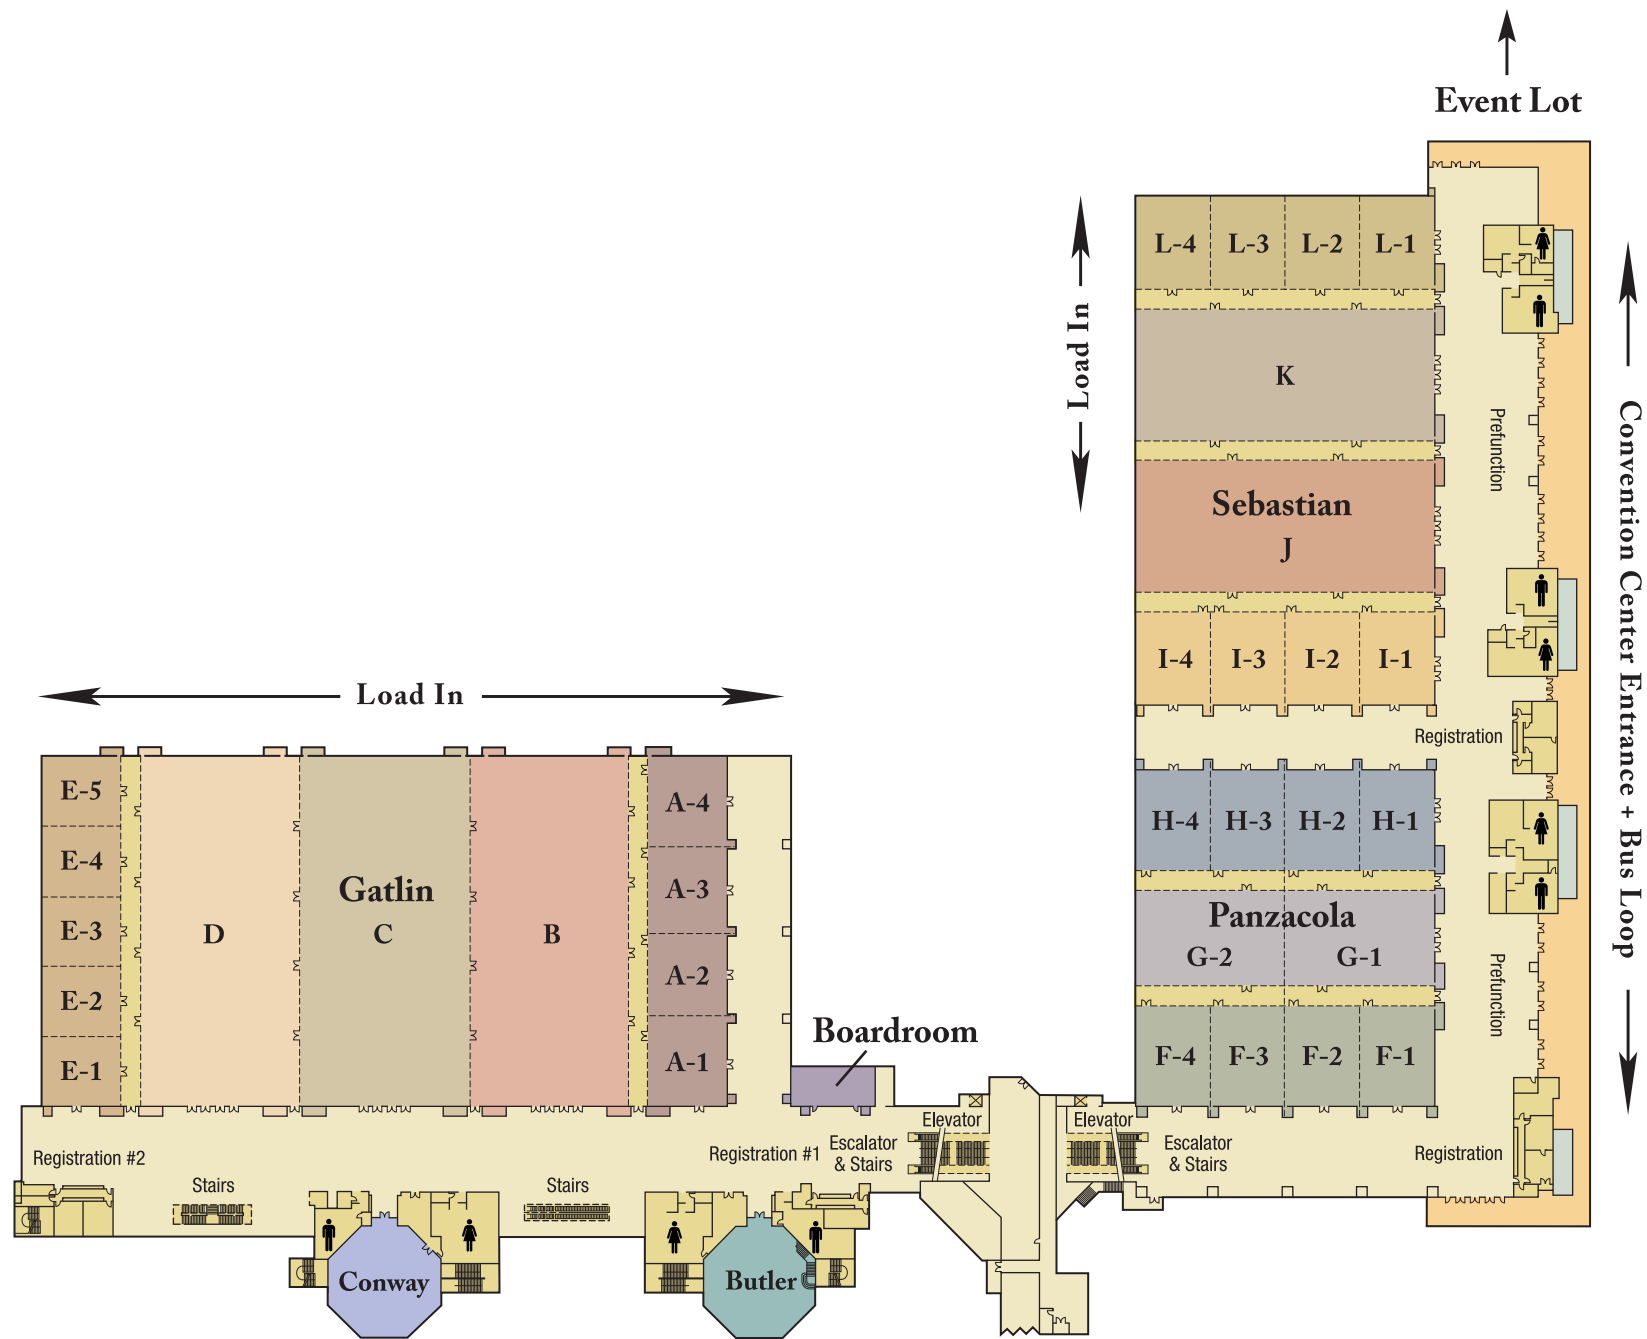 Event Lot
L-4 L-3 L-2 L-1
Load In
K
Prefunction
Convention Center Entrance + Bus Loop
Sebastian
J
I-4 I-3 I-2 I-1
Load In
Registration
E-5
A-4
H-4 H-3 H-2 H-1
E-4
Gatlin
A-3
Panzacola
E-3
D C B
G-2 G-1
A-2
Prefunction
E-2
Boardroom
E-1
A-1
F-4 F-3 F-2 F-1
Elevator
Elevator
Registration #2
Registration #1
Escalator
& Stairs
Escalator
& Stairs
Registration
Stairs
Stairs
Conway
Butler